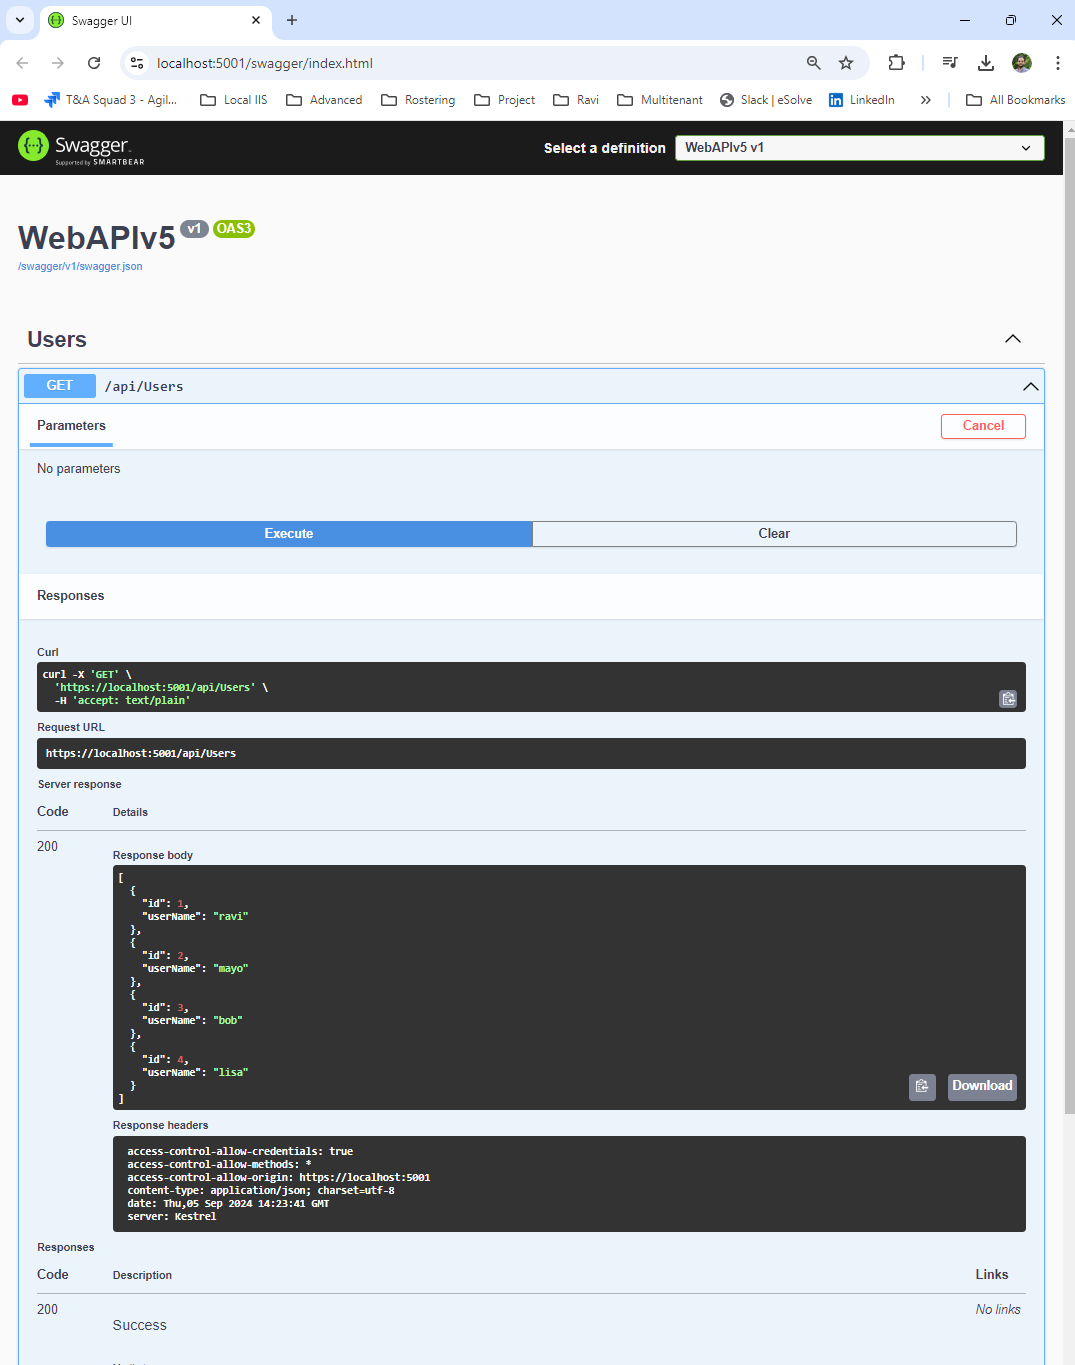 Swagger UI
localhost:5001/swagger/index.html
T&A Squad 3 - Agil...
Local IIS
Advanced
Rostering
Project
Ravi
Multitenant
Slack | eSolve
LinkedIn
All Bookmarks
Swagger
Supported by SMARTBEAR
Select a definition
WebAPIv5 v1
WebAPIv5 v1 OAS3
/swagger/v1/swagger.json
Users
GET /api/Users
Parameters
Cancel
No parameters
Execute
Clear
Responses
Curl
curl -X 'GET' \
'https://localhost:5001/api/Users' \
-H 'accept: text/plain'
Request URL
https://localhost:5001/api/Users
Server response
Code Details
200
Response body
[
{
"id": 1,
"userName": "ravi"
},
{
"id": 2,
"userName": "mayo"
},
{
"id": 3,
"userName": "bob"
},
{
"id": 4,
"userName": "lisa"
}
]
Download
Response headers
access-control-allow-credentials: true
access-control-allow-methods: *
access-control-allow-origin: https://localhost:5001
content-type: application/json; charset=utf-8
date: Thu,05 Sep 2024 14:23:41 GMT
server: Kestrel
Responses
Code Description Links
200 No links
Success